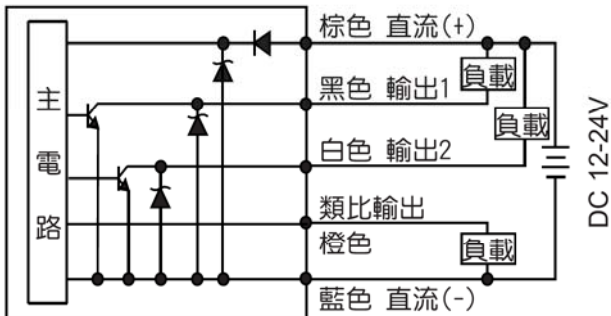 棕色 直流(+)
負載
主電路
黑色 輸出1
負載
白色 輸出2
DC 12-24V
類比輸出
橙色
負載
藍色 直流(-)